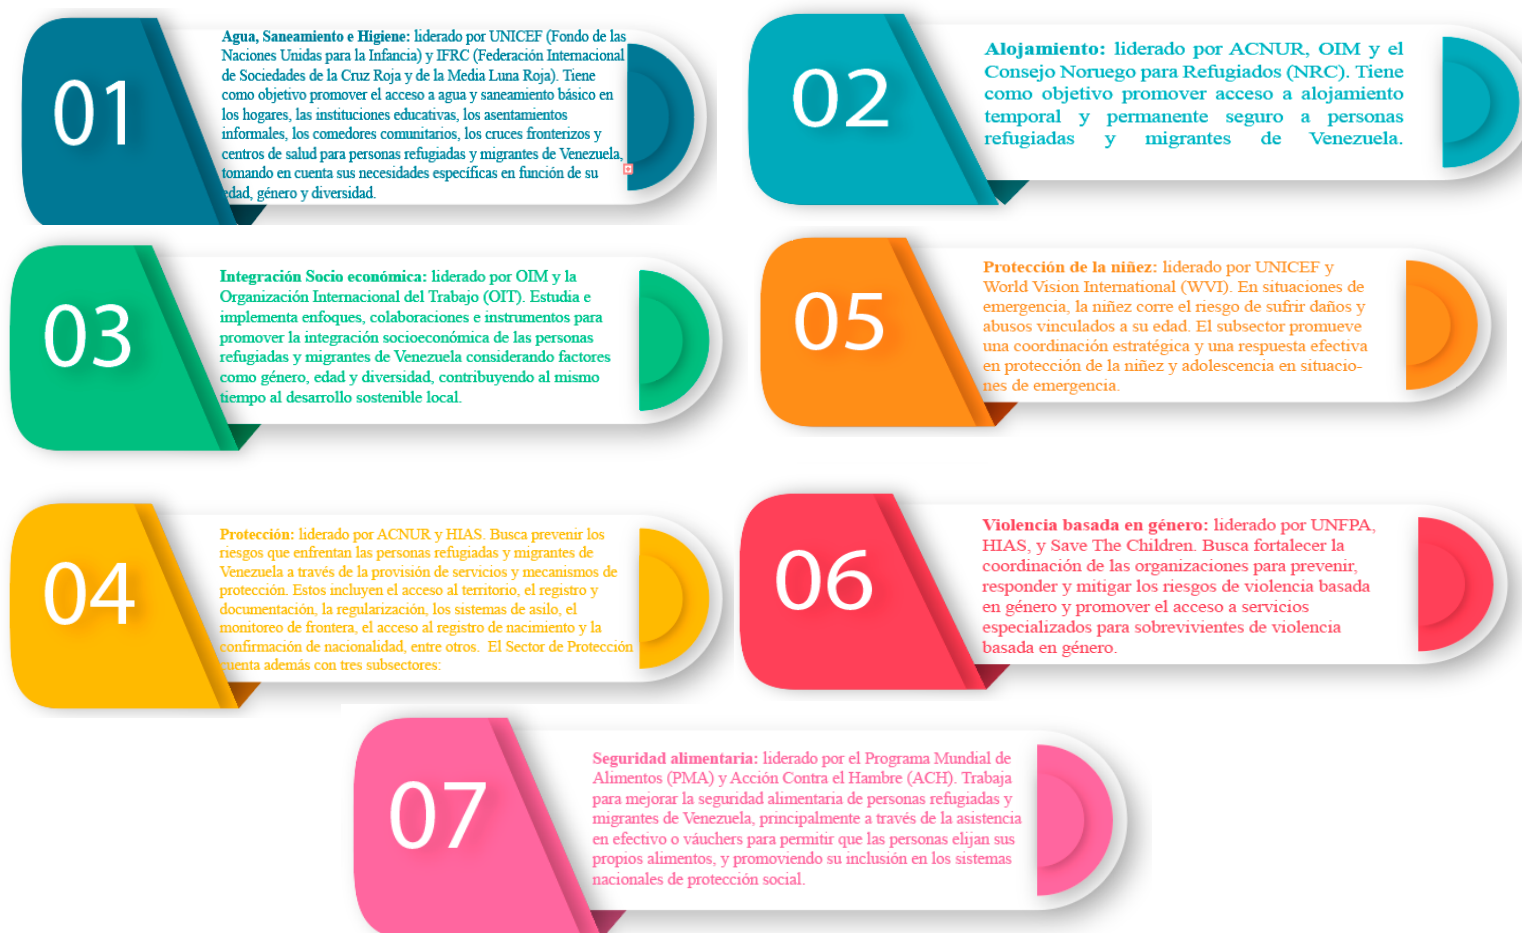 01
Agua, Saneamiento e Higiene: liderado por UNICEF (Fondo de las
Naciones Unidas para la Infancia) y IFRC (Federación Internacional
de Sociedades de la Cruz Roja y de la Media Luna Roja). Tiene
como objetivo promover el acceso a agua y saneamiento básico en
los hogares, las instituciones educativas, los asentamientos
informales, los comedores comunitarios, los cruces fronterizos y
centros de salud para personas refugiadas y migrantes de Venezuela,
tomando en cuenta sus necesidades específicas en función de su
edad, género y diversidad.
02
Alojamiento: liderado por ACNUR, OIM y el
Consejo Noruego para Refugiados (NRC). Tiene
como objetivo promover acceso a alojamiento
temporal y permanente seguro a personas
refugiadas y migrantes de Venezuela.
03
Integración Socio económica: liderado por OIM y la
Organización Internacional del Trabajo (OIT). Estudia e
implementa enfoques, colaboraciones e instrumentos para
promover la integración socioeconómica de las personas
refugiadas y migrantes de Venezuela considerando factores
como género, edad y diversidad, contribuyendo al mismo
tiempo al desarrollo sostenible local.
05
Protección de la niñez: liderado por UNICEF y
World Vision International (WVI). En situaciones de
emergencia, la niñez corre el riesgo de sufrir daños y
abusos vinculados a su edad. El subsector promueve
una coordinación estratégica y una respuesta efectiva
en protección de la niñez y adolescencia en situacio-
nes de emergencia.
04
Protección: liderado por ACNUR y HIAS. Busca prevenir los
riesgos que enfrentan las personas refugiadas y migrantes de
Venezuela a través de la provisión de servicios y mecanismos de
protección. Estos incluyen el acceso al territorio, el registro y
documentación, la regularización, los sistemas de asilo, el
monitoreo de frontera, el acceso al registro de nacimiento y la
confirmación de nacionalidad, entre otros. El Sector de Protección
cuenta además con tres subsectores:
06
Violencia basada en género: liderado por UNFPA,
HIAS, y Save The Children. Busca fortalecer la
coordinación de las organizaciones para prevenir,
responder y mitigar los riesgos de violencia basada
en género y promover el acceso a servicios
especializados para sobrevivientes de violencia
basada en género.
07
Seguridad alimentaria: liderado por el Programa Mundial de
Alimentos (PMA) y Acción Contra el Hambre (ACH). Trabaja
para mejorar la seguridad alimentaria de personas refugiadas y
migrantes de Venezuela, principalmente a través de la asistencia
en efectivo o váuchers para permitir que las personas elijan sus
propios alimentos, y promoviendo su inclusión en los sistemas
nacionales de protección social.